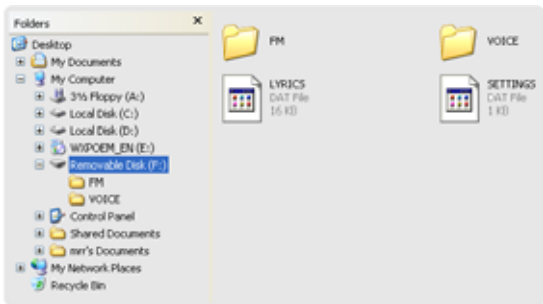 Folders
Desktop
My Documents
My Computer
3½ Floppy (A:)
Local Disk (C:)
Local Disk (D:)
WXPOEM_EN (E:)
Removable Disk (F:)
FM
VOICE
Control Panel
Shared Documents
mrr's Documents
My Network Places
Recycle Bin
FM
VOICE
LYRICS
DAT File
16 KB
SETTINGS
DAT File
1 KB